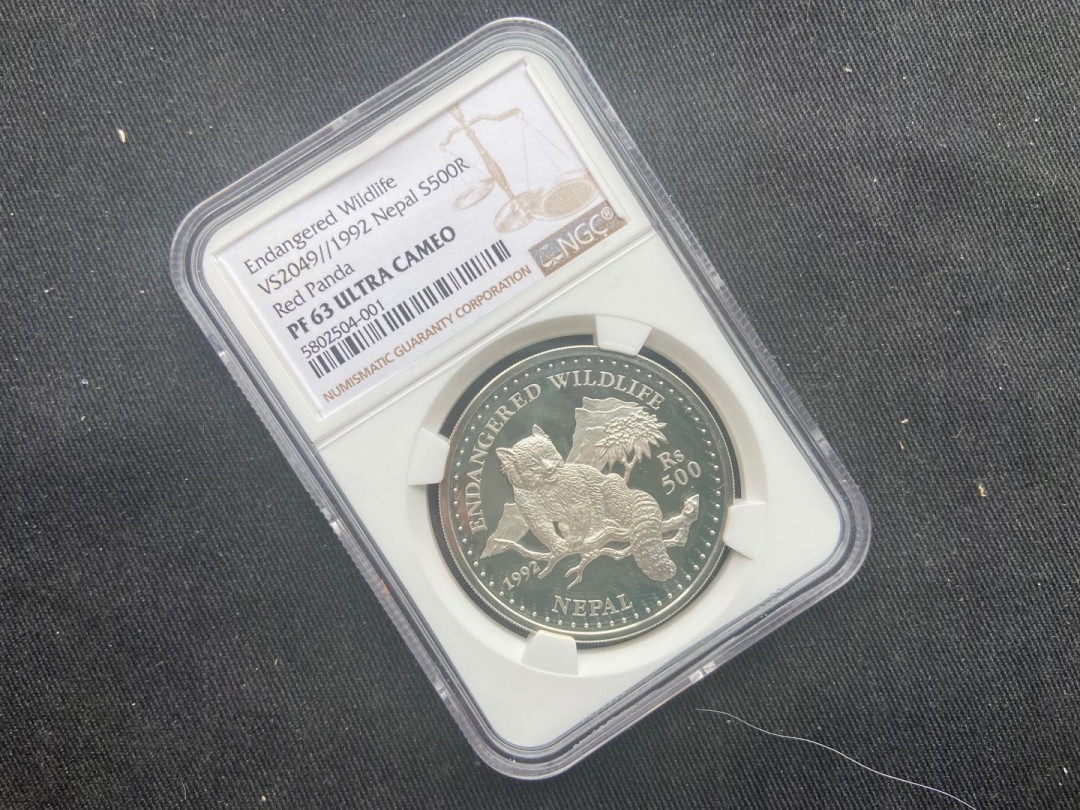 Endangered Wildlife
VS2049//1992 Nepal S500R
Red Panda
PF 63 ULTRA CAMEO
5802504-001
NGC®
NUMISMATIC GUARANTY CORPORATION
ENDANGERED WILDLIFE
Rs
500
1992
NEPAL